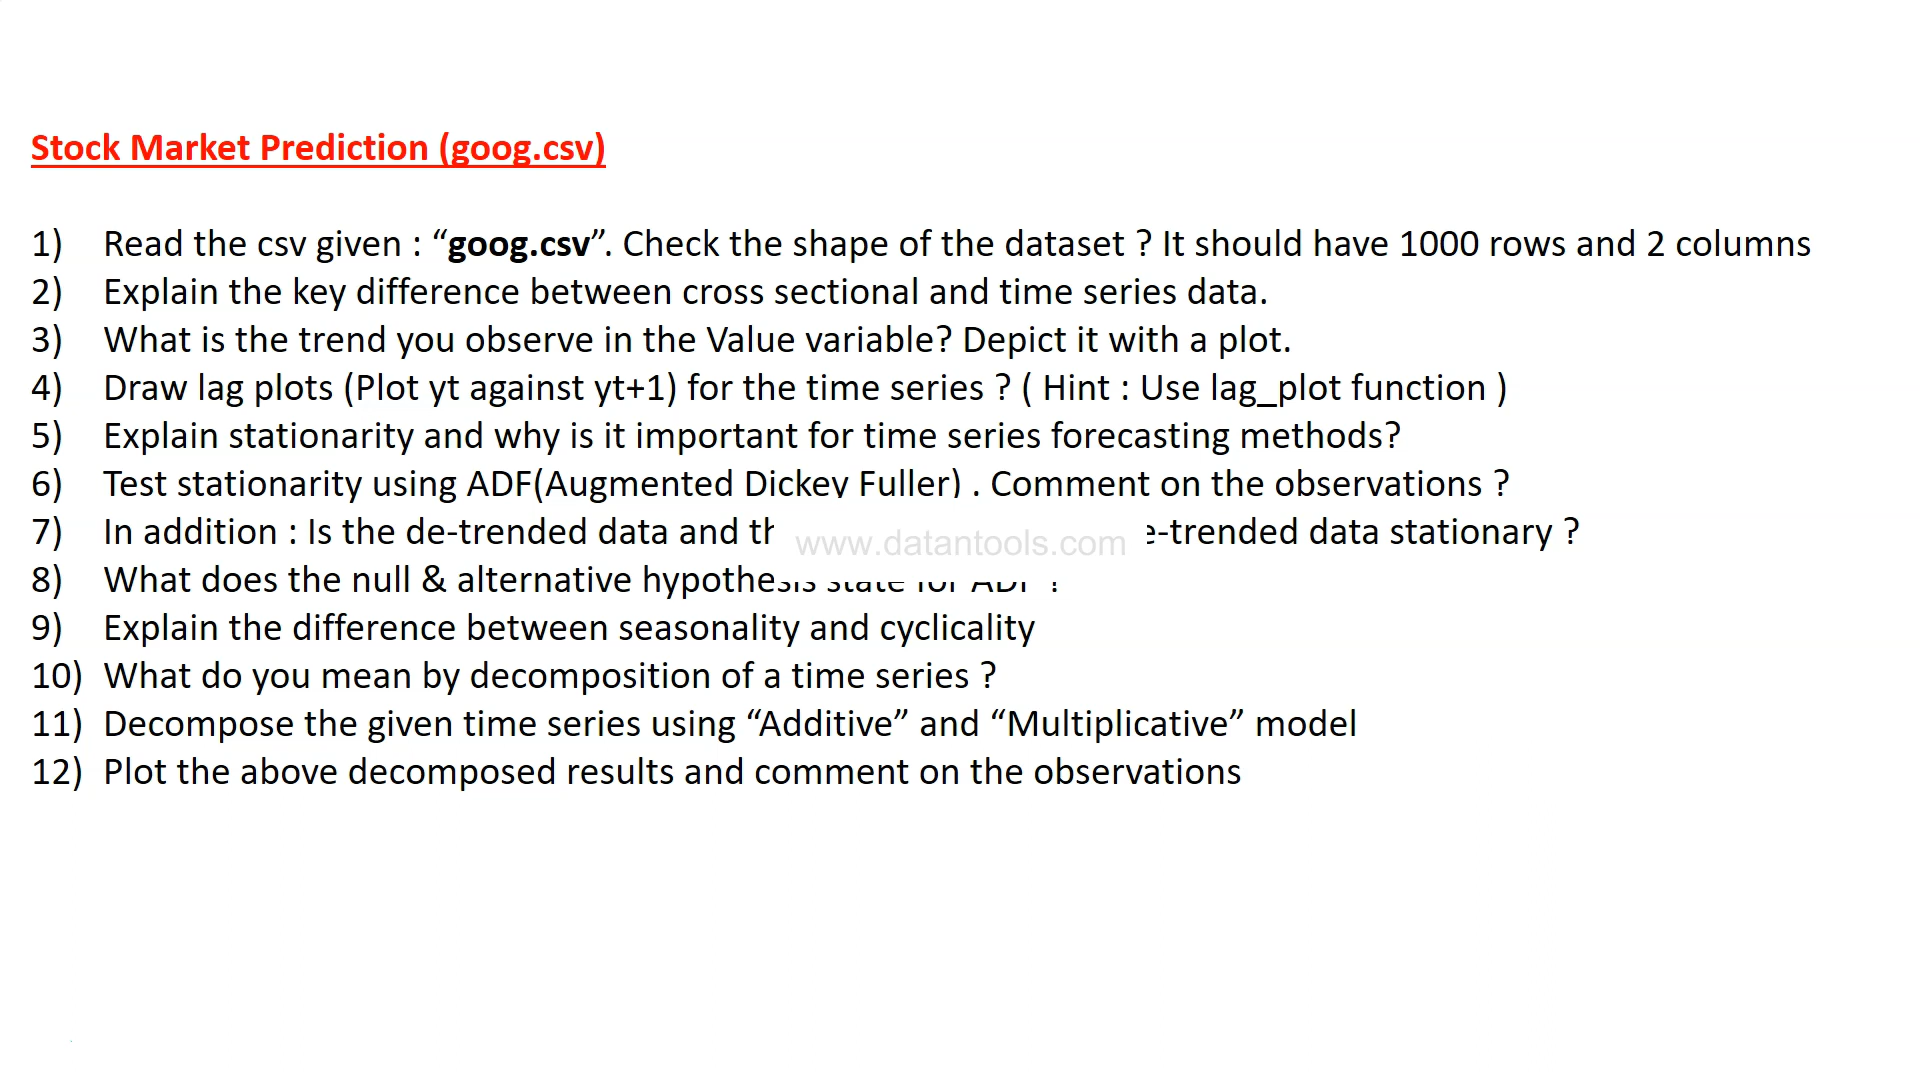 Stock Market Prediction (goog.csv)
1) Read the csv given : “goog.csv”. Check the shape of the dataset ? It should have 1000 rows and 2 columns
2) Explain the key difference between cross sectional and time series data.
3) What is the trend you observe in the Value variable? Depict it with a plot.
4) Draw lag plots (Plot yt against yt+1) for the time series ? ( Hint : Use lag_plot function )
5) Explain stationarity and why is it important for time series forecasting methods?
6) Test stationarity using ADF(Augmented Dickey Fuller) . Comment on the observations ?
7) In addition : Is the de-trended data and www.datantools.com e-trended data stationary ?
8) What does the null & alternative hypothesis state for ADF ?
9) Explain the difference between seasonality and cyclicality
10) What do you mean by decomposition of a time series ?
11) Decompose the given time series using “Additive” and “Multiplicative” model
12) Plot the above decomposed results and comment on the observations